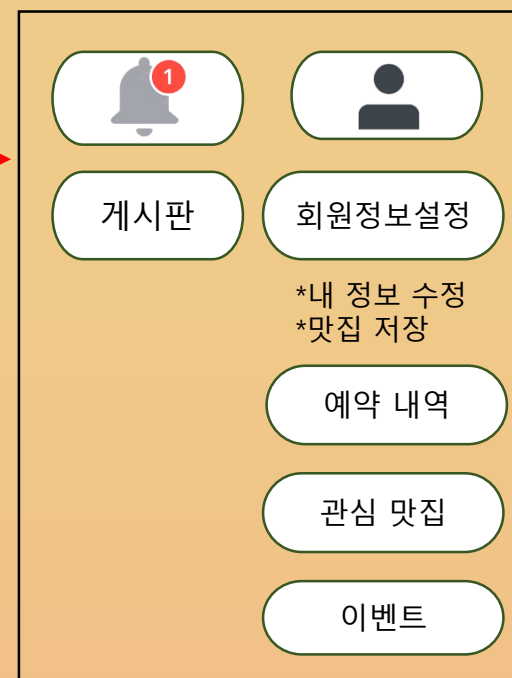 1
게시판
회원정보설정
*내 정보 수정
*맛집 저장
예약 내역
관심 맛집
이벤트